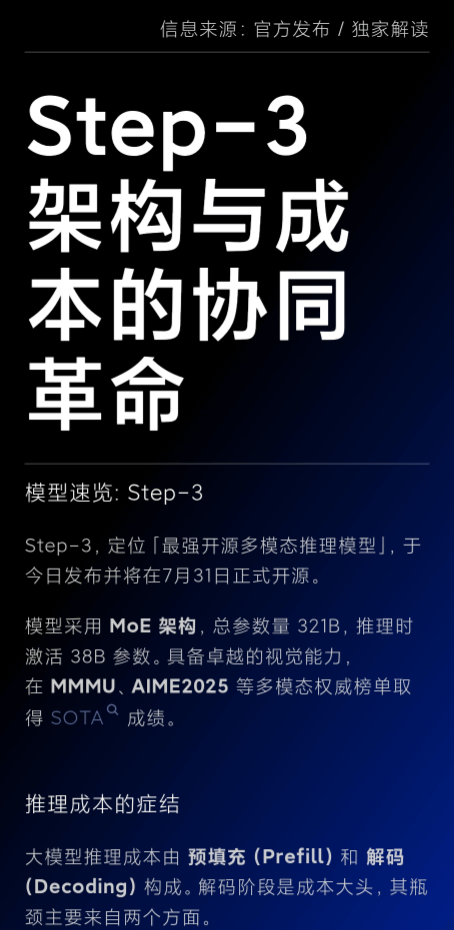 信息来源：官方发布 / 独家解读
Step-3
架构与成
本的协同
革命
模型速览: Step-3
Step-3, 定位「最强开源多模态推理模型」, 于
今日发布并将在7月31日正式开源。
模型采用 MoE 架构, 总参数量 321B, 推理时
激活 38B 参数。具备卓越的视觉能力,
在 MMMU、AIME2025 等多模态权威榜单取
得 SOTA 成绩。
推理成本的症结
大模型推理成本由 预填充 (Prefill) 和 解码
(Decoding) 构成。解码阶段是成本大头, 其瓶
颈主要来自两个方面。